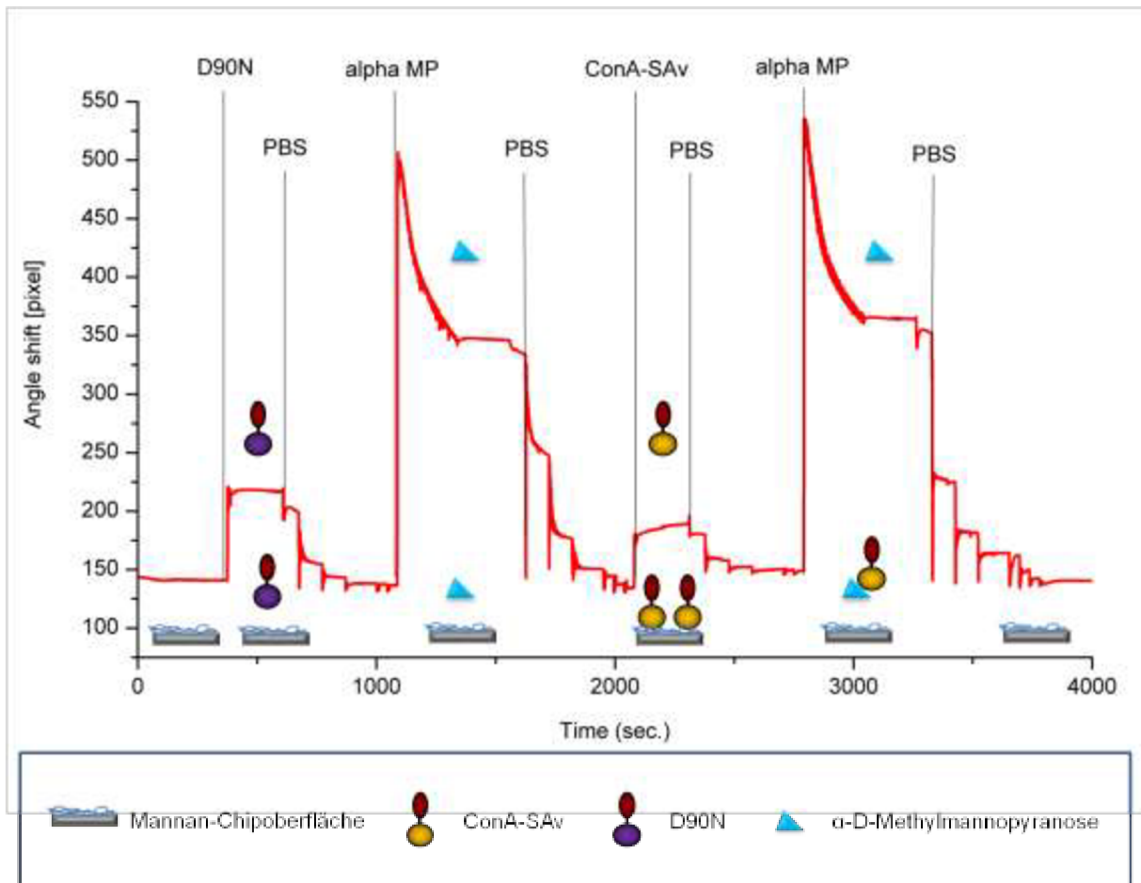 D90N
alpha MP
ConA-SAv
alpha MP
PBS
PBS
PBS
PBS
550
500
450
400
350
300
250
200
150
100
Angle shift [pixel]
0
1000
2000
3000
4000
Time (sec.)
Mannan-Chipoberfläche
ConA-SAv
D90N
α-D-Methylmannopyranose